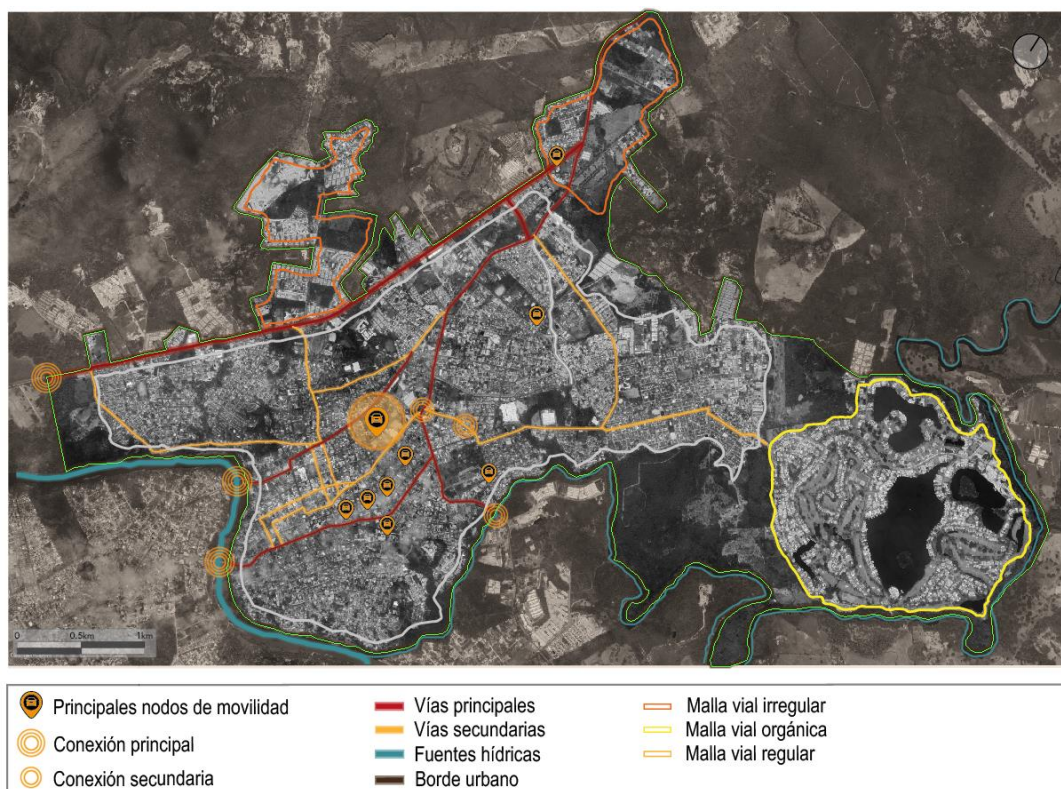 0 0.5km 1km
Principales nodos de movilidad
Conexión principal
Conexión secundaria
Vías principales
Vías secundarias
Fuentes hídricas
Borde urbano
Malla vial irregular
Malla vial orgánica
Malla vial regular